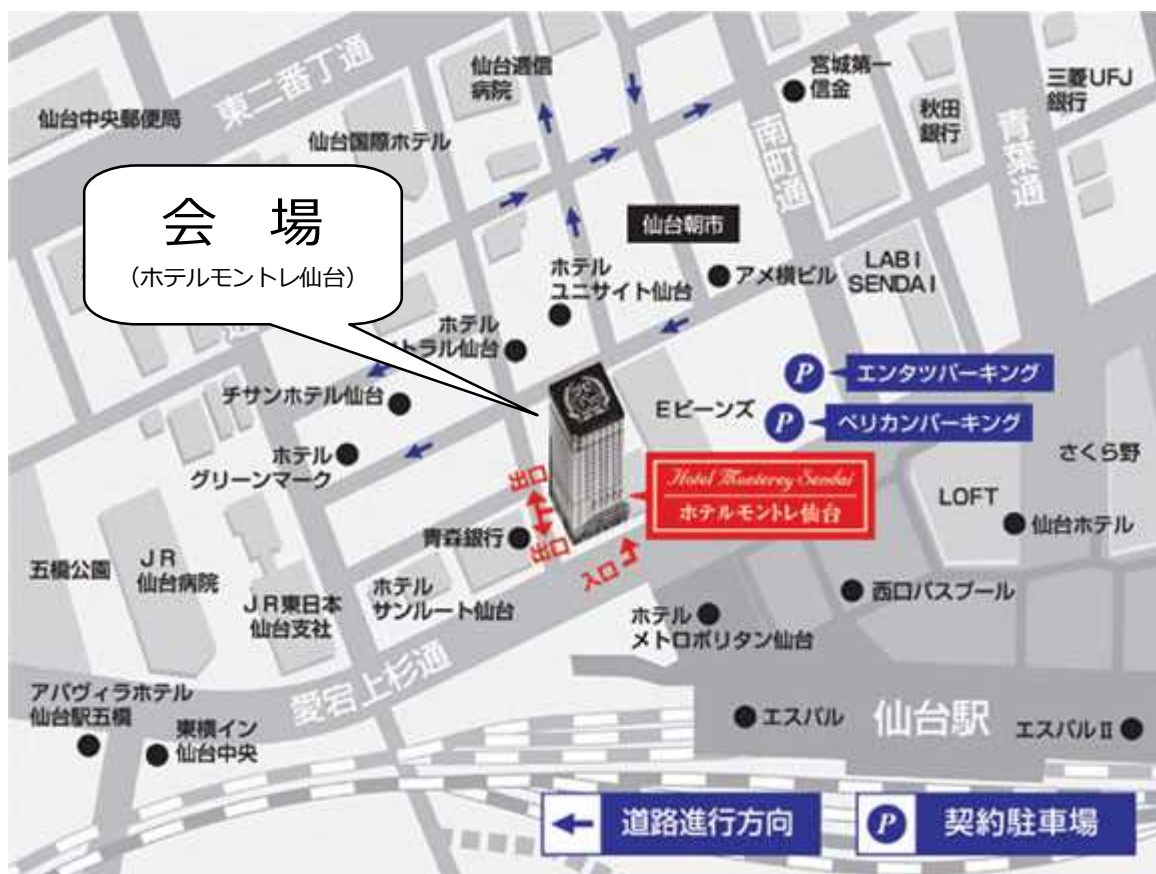 東二番丁通
仙台逓信
病院
宮城第一
信金
三菱UFJ
銀行
秋田
銀行
青葉通
南町通
仙台中央郵便局
仙台国際ホテル
会 場
(ホテルモントレ仙台)
仙台朝市
アメ横ビル
LABI
SENDAI
ホテル
ユニサイト仙台
ホテル
トラル仙台
チサンホテル仙台
P
エンタツパーキング
Eビーンズ
P
ペリカンパーキング
ホテル
グリーンマーク
さくら野
Hotel Monterey Sendai
ホテルモントレ仙台
LOFT
仙台ホテル
出口
青森銀行
出口
入口
五橋公園
JR
仙台病院
JR東日本
仙台支社
ホテル
サンルート仙台
西口バスプール
ホテル
メトロポリタン仙台
愛宕上杉通
アパヴィラホテル
仙台駅五橋
東横イン
仙台中央
エスパル
仙台駅
エスパルⅡ
道路進行方向
P
契約駐車場